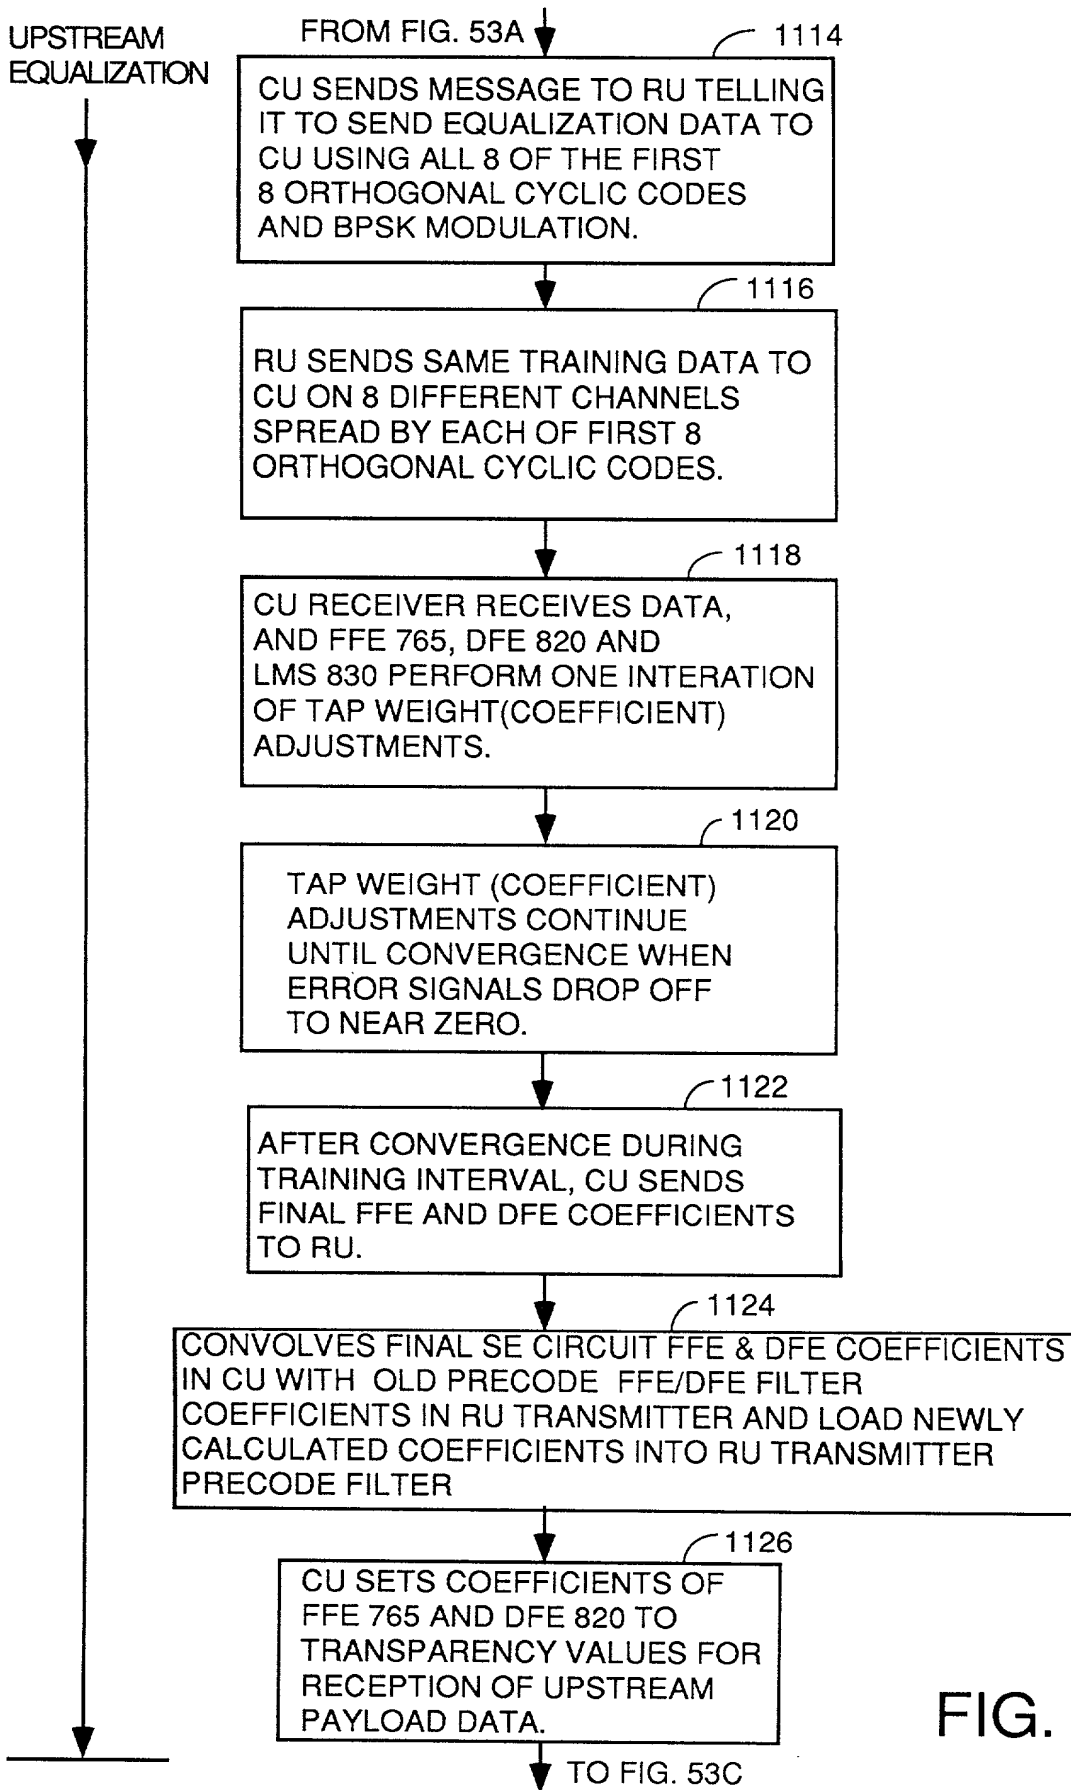 UPSTREAM
EQUALIZATION
FROM FIG. 53A
1114
CU SENDS MESSAGE TO RU TELLING
IT TO SEND EQUALIZATION DATA TO
CU USING ALL 8 OF THE FIRST
8 ORTHOGONAL CYCLIC CODES
AND BPSK MODULATION.
1116
RU SENDS SAME TRAINING DATA TO
CU ON 8 DIFFERENT CHANNELS
SPREAD BY EACH OF FIRST 8
ORTHOGONAL CYCLIC CODES.
1118
CU RECEIVER RECEIVES DATA,
AND FFE 765, DFE 820 AND
LMS 830 PERFORM ONE INTERATION
OF TAP WEIGHT(COEFFICIENT)
ADJUSTMENTS.
1120
TAP WEIGHT (COEFFICIENT)
ADJUSTMENTS CONTINUE
UNTIL CONVERGENCE WHEN
ERROR SIGNALS DROP OFF
TO NEAR ZERO.
1122
AFTER CONVERGENCE DURING
TRAINING INTERVAL, CU SENDS
FINAL FFE AND DFE COEFFICIENTS
TO RU.
1124
CONVOLVES FINAL SE CIRCUIT FFE & DFE COEFFICIENTS
IN CU WITH OLD PRECODE FFE/DFE FILTER
COEFFICIENTS IN RU TRANSMITTER AND LOAD NEWLY
CALCULATED COEFFICIENTS INTO RU TRANSMITTER
PRECODE FILTER
1126
CU SETS COEFFICIENTS OF
FFE 765 AND DFE 820 TO
TRANSPARENCY VALUES FOR
RECEPTION OF UPSTREAM
PAYLOAD DATA.
FIG.
TO FIG. 53C